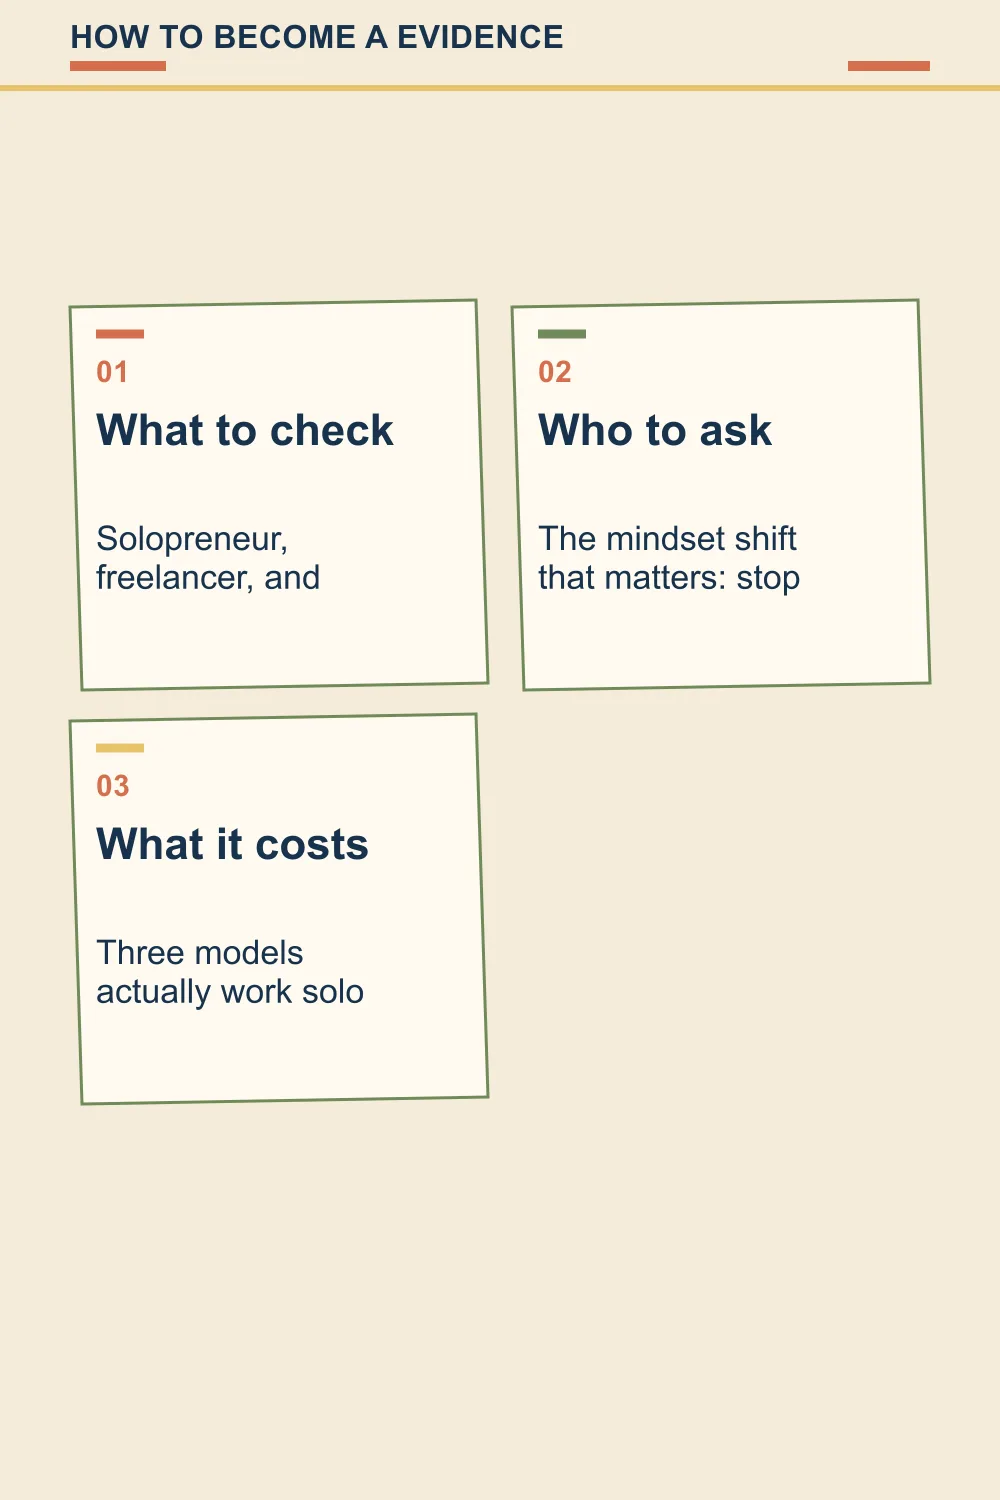 HOW TO BECOME A EVIDENCE
01
What to check
Solopreneur,
freelancer, and
02
Who to ask
The mindset shift
that matters: stop
03
What it costs
Three models
actually work solo